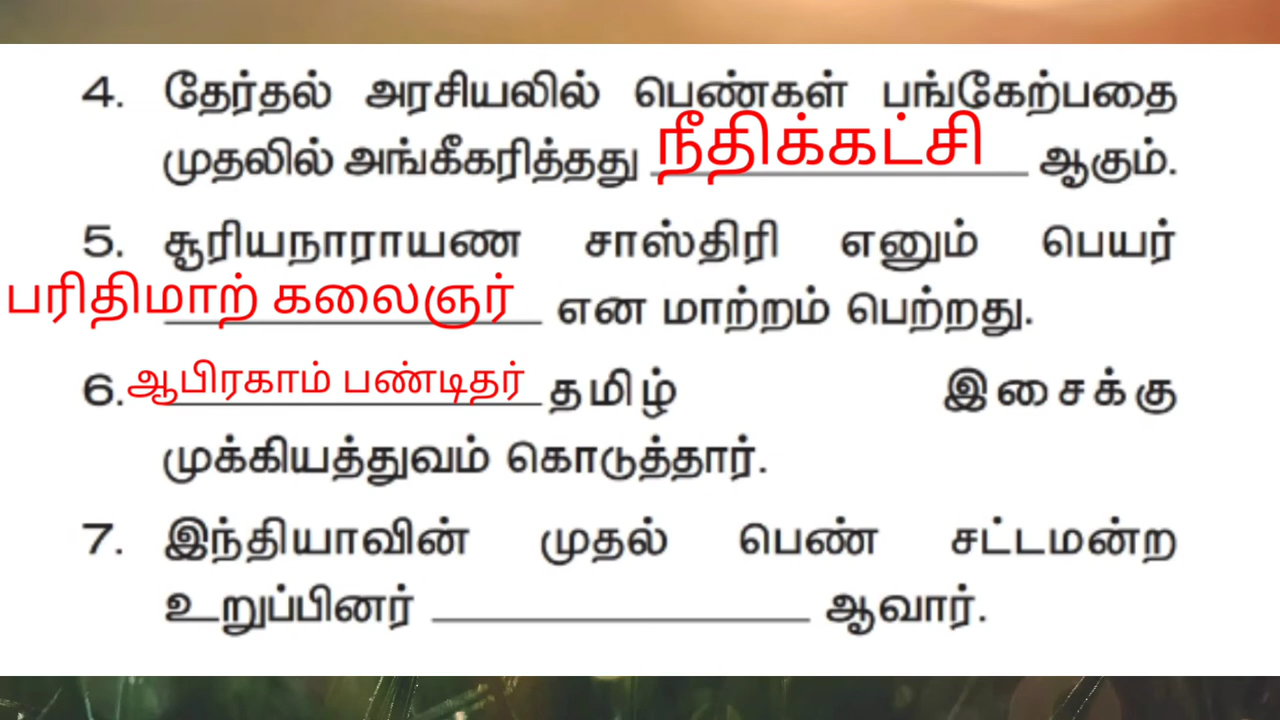 4. தேர்தல் அரசியலில் பெண்கள் பங்கேற்பதை
முதலில் அங்கீகரித்தது நீதிக்கட்சி ஆகும்.
5. சூரியநாராயண சாஸ்திரி எனும் பெயர்
பரிதிமாற் கலைஞர் என மாற்றம் பெற்றது.
6. ஆபிரகாம் பண்டிதர் தமிழ் இசைக்கு
முக்கியத்துவம் கொடுத்தார்.
7. இந்தியாவின் முதல் பெண் சட்டமன்ற
உறுப்பினர் ____________ ஆவார்.